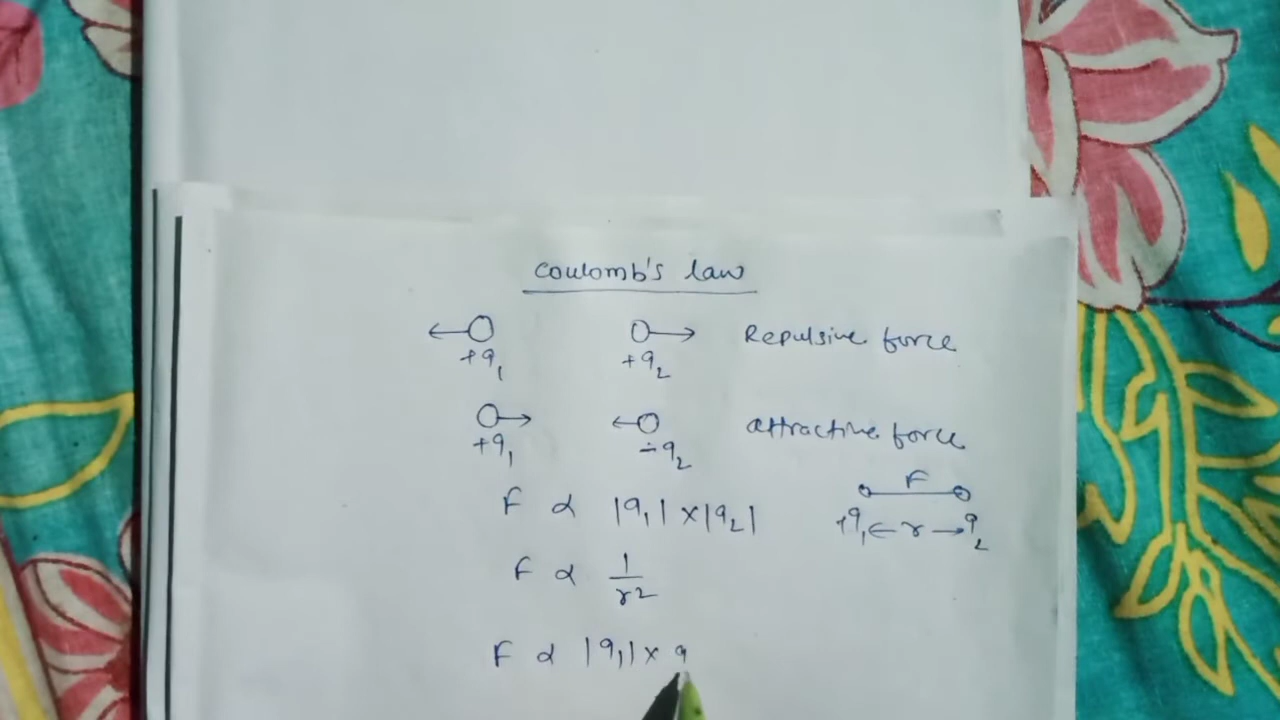 Coulomb's law
Repulsive force
+q₁ +q₂
attractive force
+q₁ -q₂
F
F ∝ |q₁| × |q₂|
+q₁ ← r → q₂
F ∝ 1/r²
F ∝ |q₁| × q